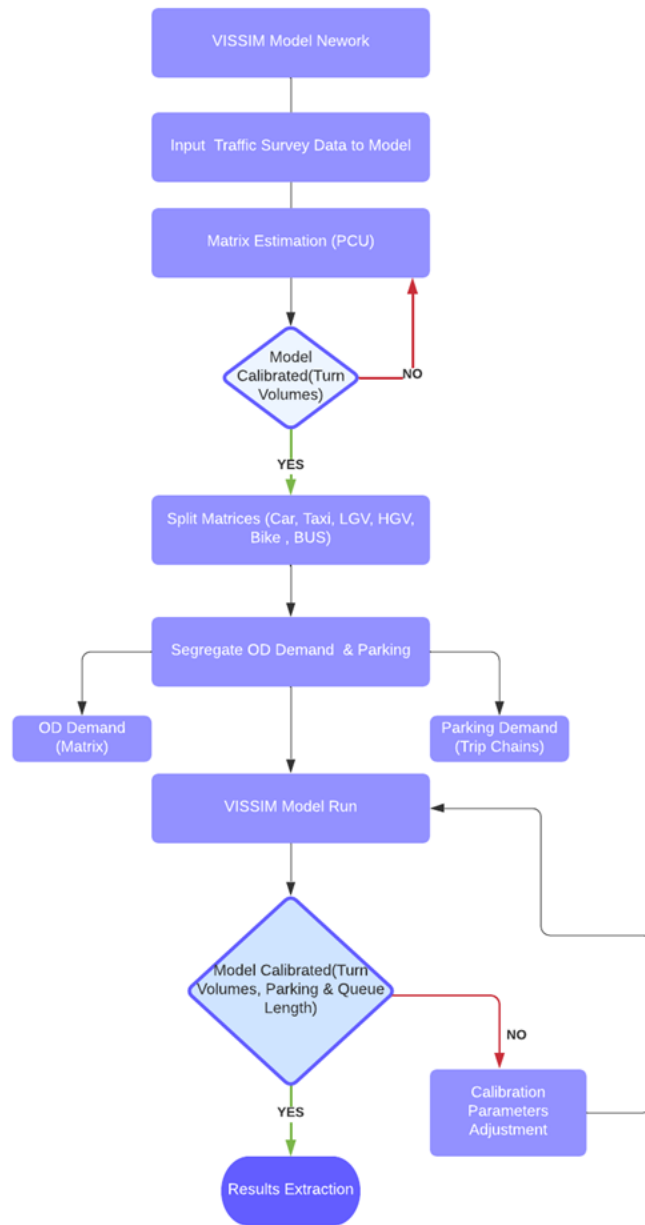 VISSIM Model Nework
Input Traffic Survey Data to Model
Matrix Estimation (PCU)
Model
Calibrated(Turn
Volumes)
NO
YES
Split Matrices (Car, Taxi, LGV, HGV,
Bike , BUS)
Segregate OD Demand & Parking
OD Demand
(Matrix)
Parking Demand
(Trip Chains)
VISSIM Model Run
Model Calibrated(Turn
Volumes, Parking & Queue
Length)
NO
Calibration
Parameters
Adjustment
YES
Results Extraction